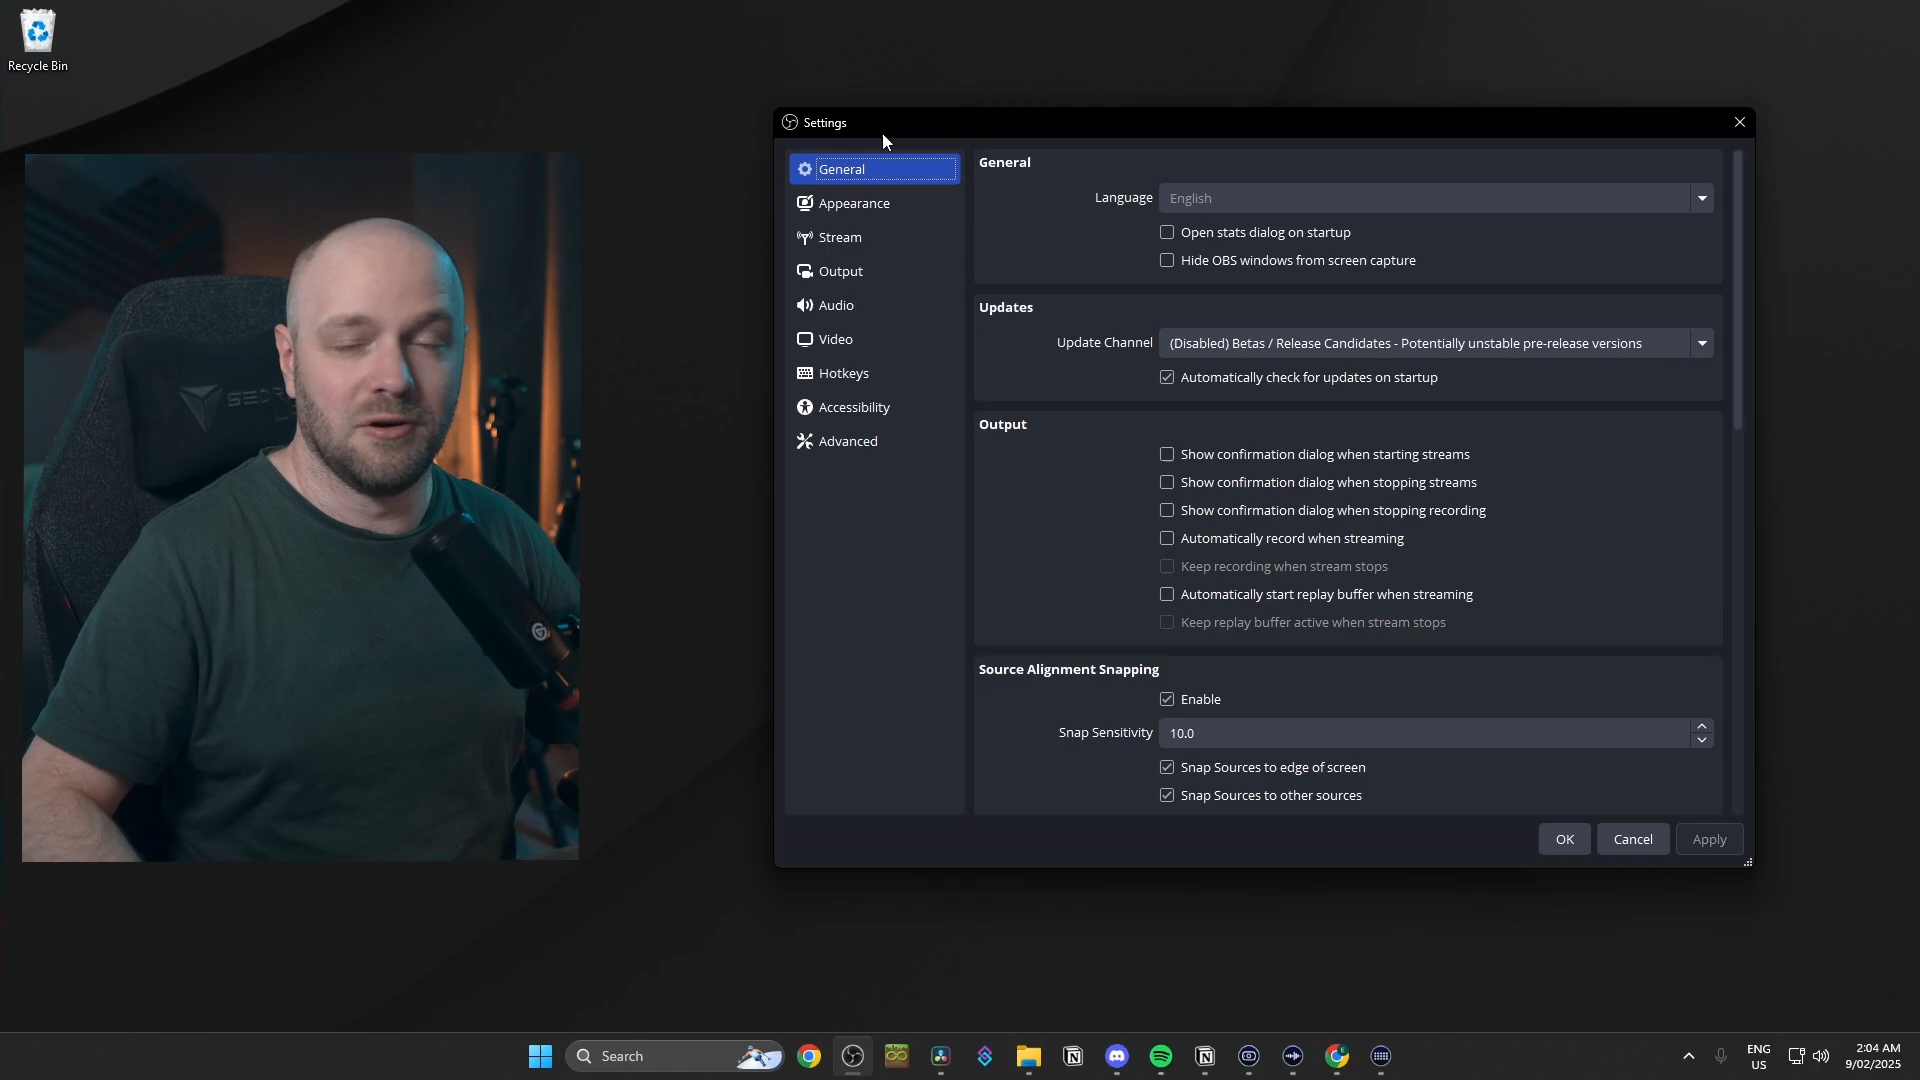 Recycle Bin
Settings
General
Appearance
Stream
Output
Audio
Video
Hotkeys
Accessibility
Advanced
General
Language
English
Open stats dialog on startup
Hide OBS windows from screen capture
Updates
Update Channel
(Disabled) Betas / Release Candidates - Potentially unstable pre-release versions
Automatically check for updates on startup
Output
Show confirmation dialog when starting streams
Show confirmation dialog when stopping streams
Show confirmation dialog when stopping recording
Automatically record when streaming
Keep recording when stream stops
Automatically start replay buffer when streaming
Keep replay buffer active when stream stops
Source Alignment Snapping
Enable
Snap Sensitivity
10.0
Snap Sources to edge of screen
Snap Sources to other sources
OK
Cancel
Apply
Search
ENG
US
2:04 AM
9/02/2025